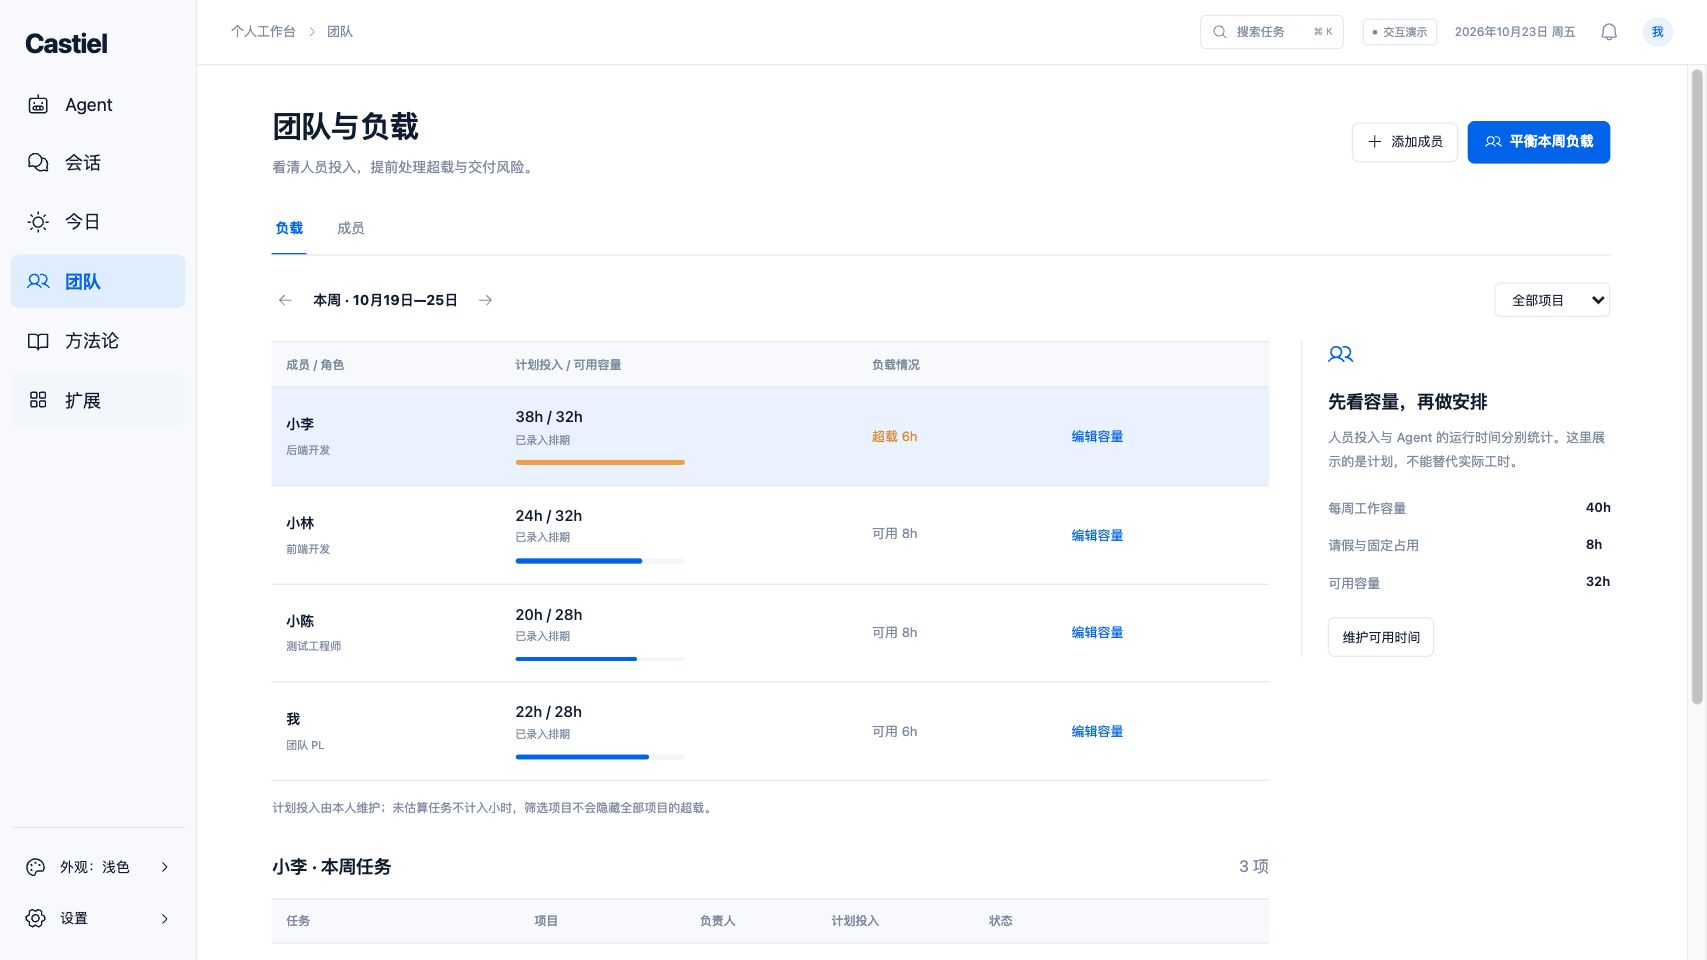 Castiel
Agent
会话
今日
团队
方法论
扩展
外观：浅色
设置
个人工作台
团队
搜索任务
⌘ K
交互演示
2026年10月23日 周五
我
团队与负载
看清人员投入，提前处理超载与交付风险。
添加成员
平衡本周负载
负载
成员
本周 · 10月19日—25日
全部项目
成员 / 角色
计划投入 / 可用容量
负载情况
小李
后端开发
38h / 32h
已录入排期
超载 6h
编辑容量
小林
前端开发
24h / 32h
已录入排期
可用 8h
编辑容量
小陈
测试工程师
20h / 28h
已录入排期
可用 8h
编辑容量
我
团队 PL
22h / 28h
已录入排期
可用 6h
编辑容量
计划投入由本人维护；未估算任务不计入小时，筛选项目不会隐藏全部项目的超载。
先看容量，再做安排
人员投入与 Agent 的运行时间分别统计。这里展
示的是计划，不能替代实际工时。
每周工作容量
40h
请假与固定占用
8h
可用容量
32h
维护可用时间
小李 · 本周任务
3 项
任务
项目
负责人
计划投入
状态